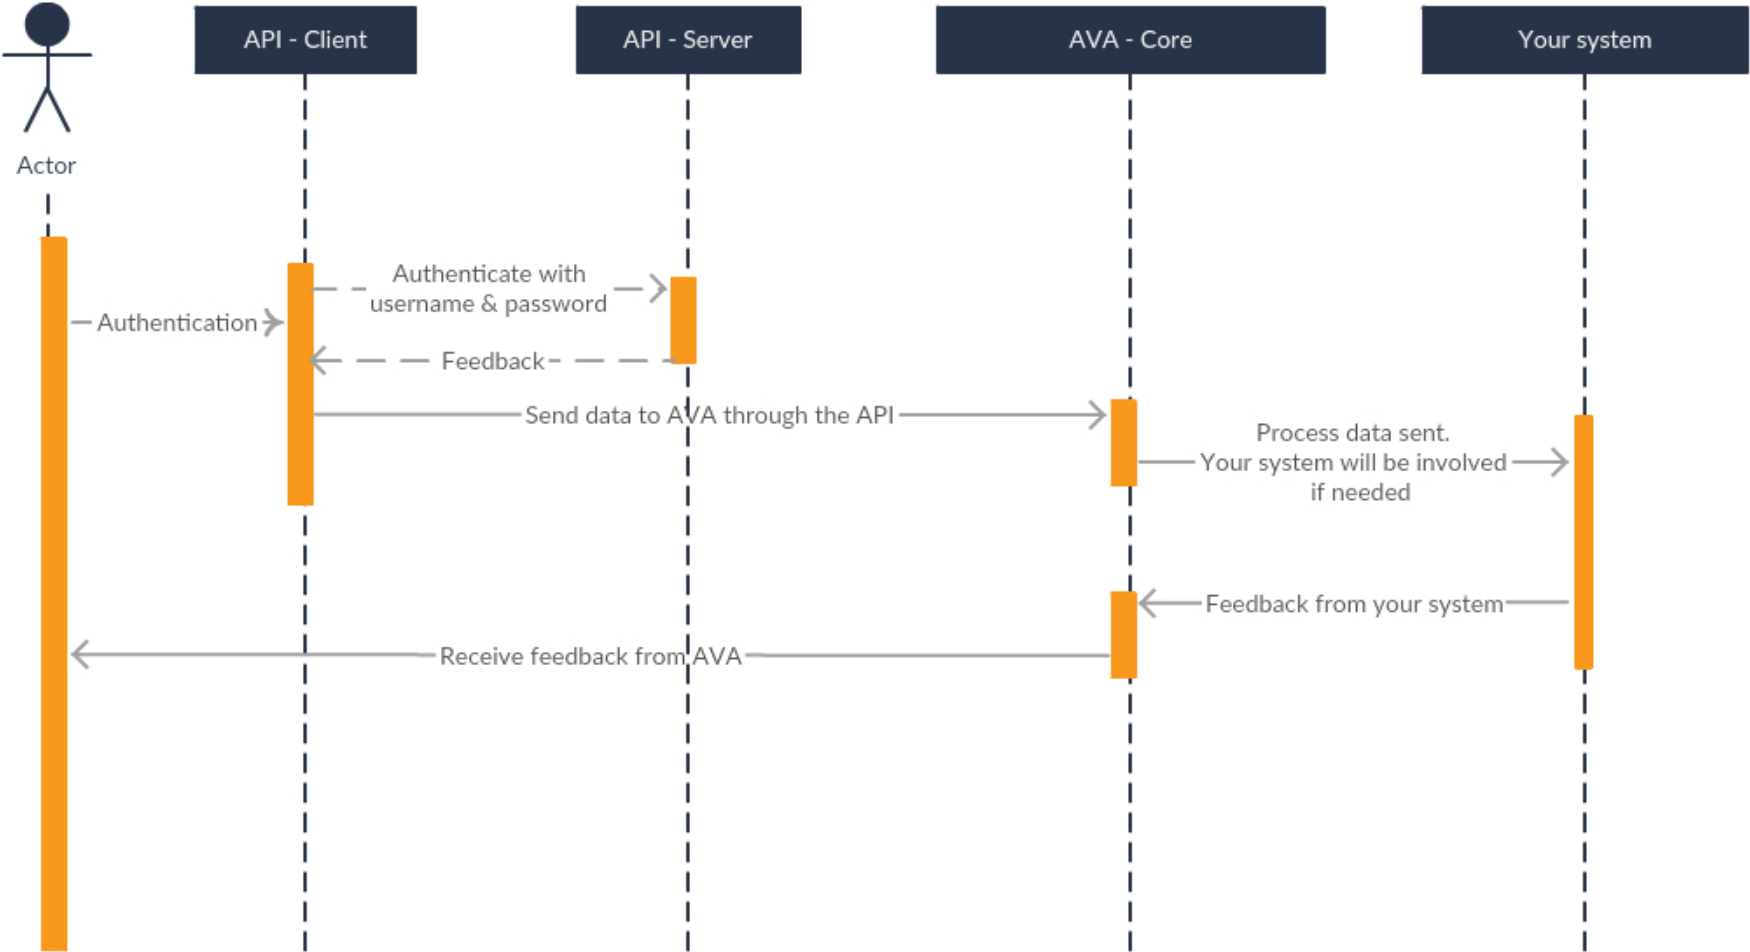 API - Client
API - Server
AVA - Core
Your system
Actor
Authenticate with
username & password
Authentication
Feedback
Send data to AVA through the API
Process data sent.
Your system will be involved
if needed
Feedback from your system
Receive feedback from AVA